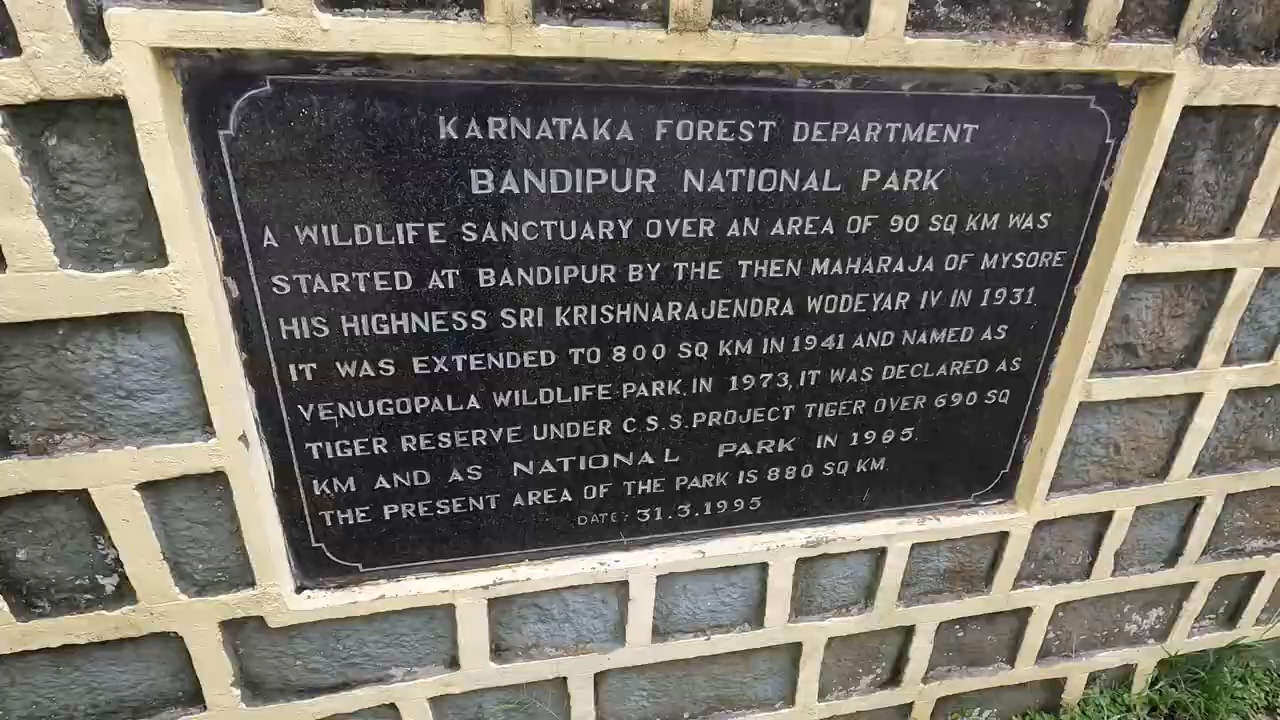 KARNATAKA FOREST DEPARTMENT
BANDIPUR NATIONAL PARK
A WILDLIFE SANCTUARY OVER AN AREA OF 90 SQ KM WAS
STARTED AT BANDIPUR BY THE THEN MAHARAJA OF MYSORE
HIS HIGHNESS SRI KRISHNARAJENDRA WODEYAR IV IN 1931.
IT WAS EXTENDED TO 800 SQ KM IN 1941 AND NAMED AS
VENUGOPALA WILDLIFE PARK. IN 1973, IT WAS DECLARED AS
TIGER RESERVE UNDER C.S.S. PROJECT TIGER OVER 690 SQ
KM AND AS NATIONAL PARK IN 1985.
THE PRESENT AREA OF THE PARK IS 880 SQ KM.
DATE: 31.3.1995